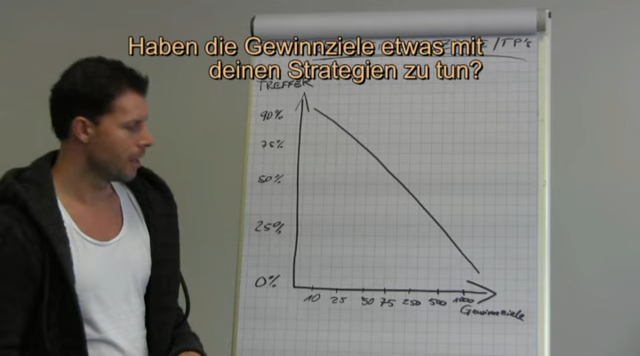 Haben die Gewinnziele etwas mit
deinen Strategien zu tun?
/TP's
TREFFER
90%
75%
50%
25%
0%
10 25 50 75 250 500 1000
Gewinnziele